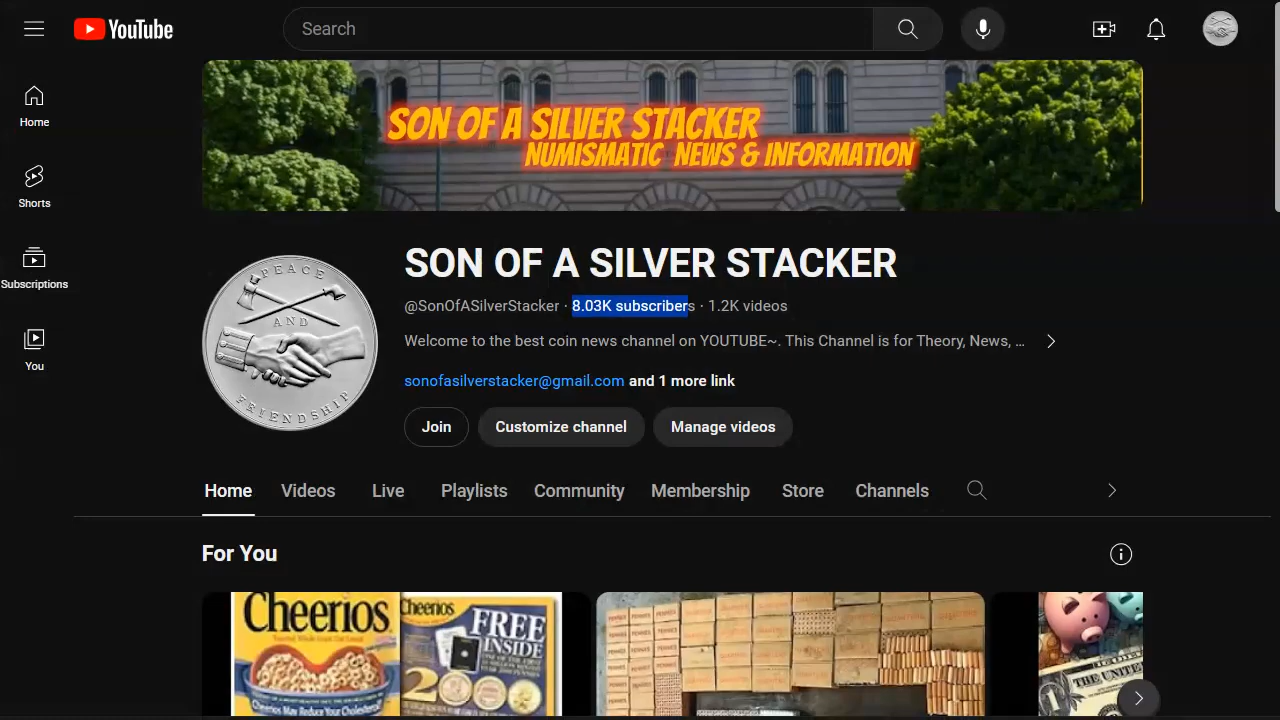 YouTube
Search
Home
Shorts
Subscriptions
You
SON OF A SILVER STACKER
NUMISMATIC NEWS & INFORMATION
PEACE
AND
FRIENDSHIP
SON OF A SILVER STACKER
@SonOfASilverStacker · 8.03K subscribers · 1.2K videos
Welcome to the best coin news channel on YOUTUBE~. This Channel is for Theory, News, ...
sonofasilverstacker@gmail.com and 1 more link
Join Customize channel Manage videos
Home Videos Live Playlists Community Membership Store Channels
For You
Cheerios
Cheerios
FREE
INSIDE
Cheerios May Reduce Your Cholesterol
PENNIES
THE UNITED